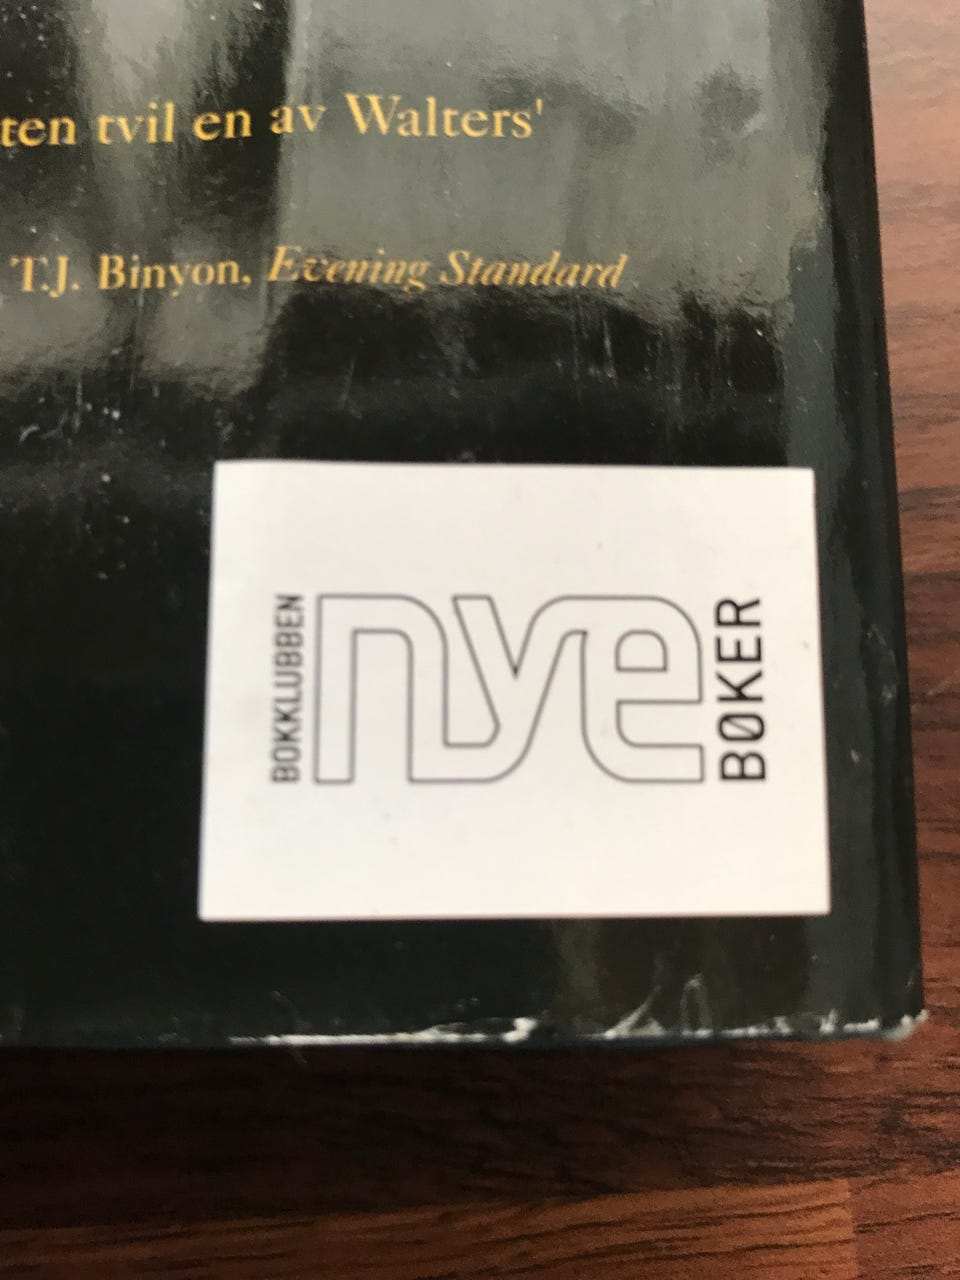 ten tvil en av Walters'
T.J. Binyon, Evening Standard
BOKKLUBBEN
nye
BØKER